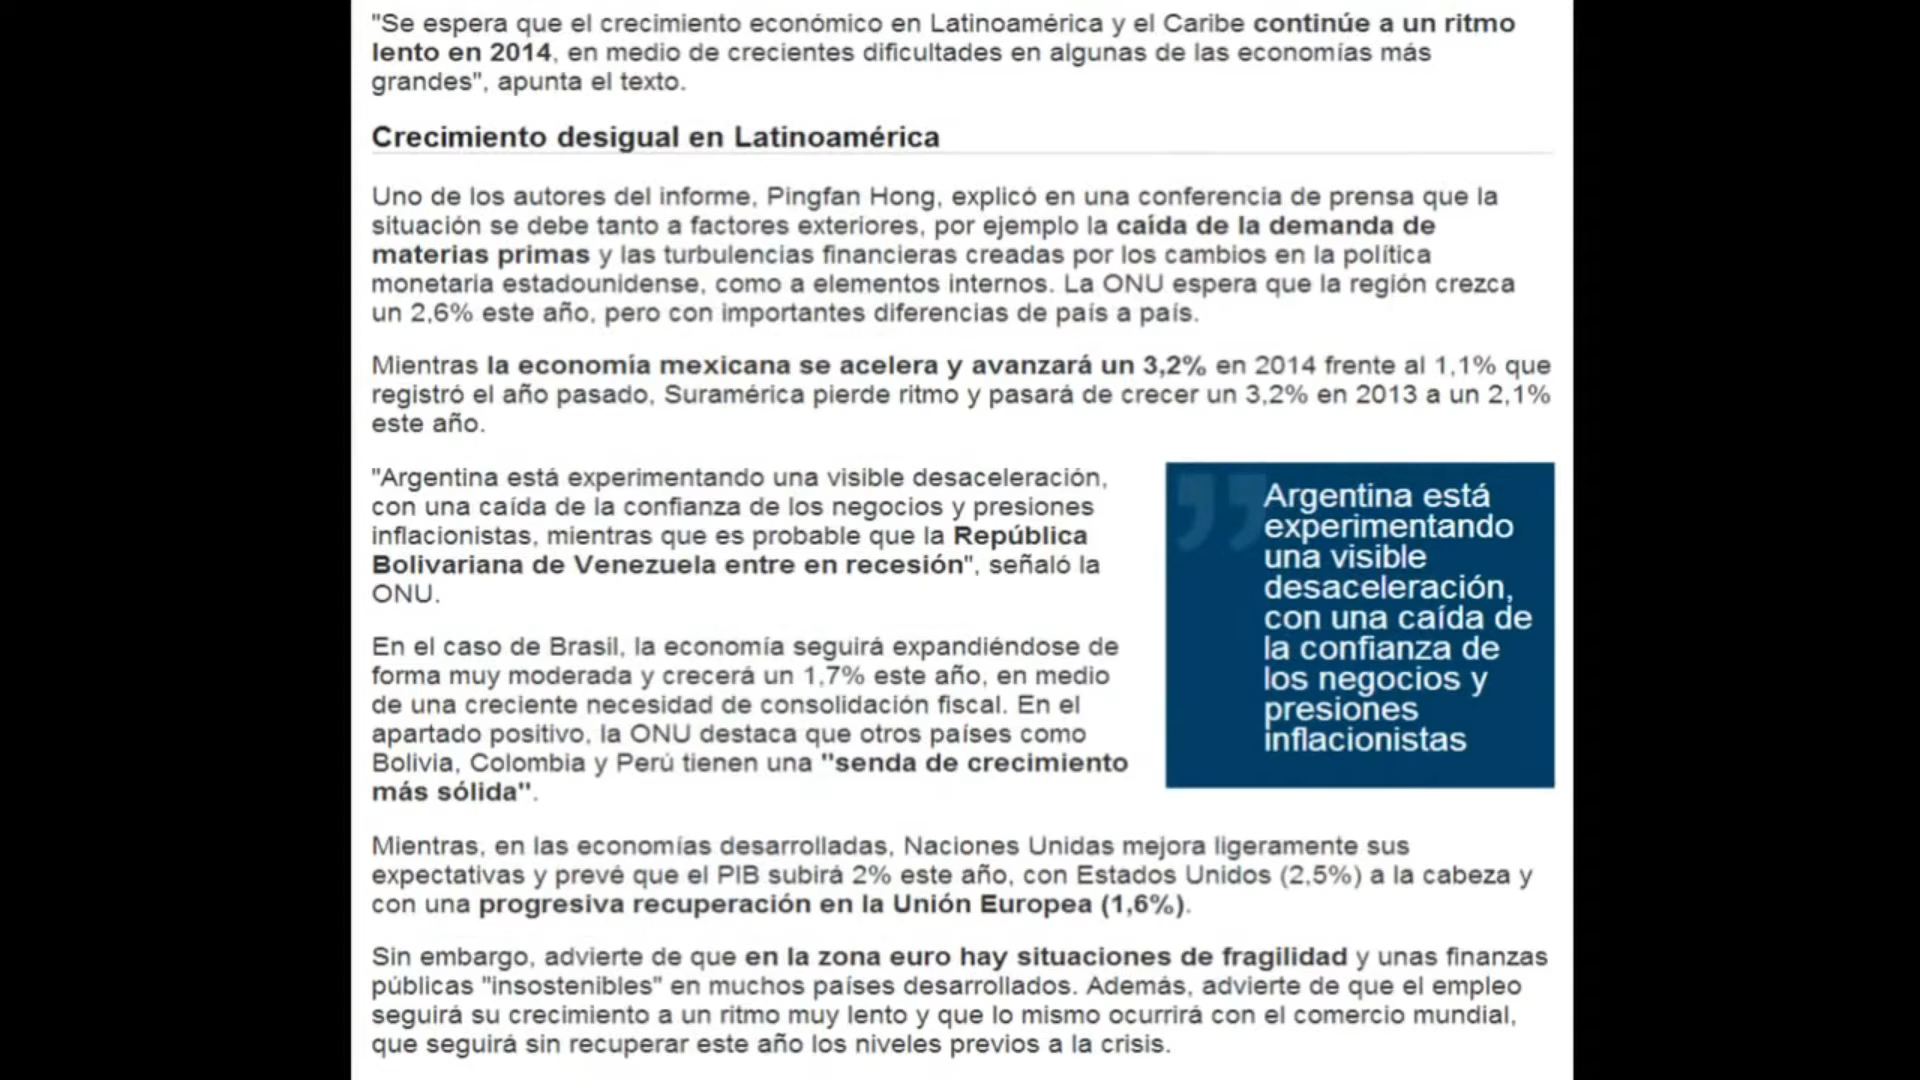 "Se espera que el crecimiento económico en Latinoamérica y el Caribe continúe a un ritmo
lento en 2014, en medio de crecientes dificultades en algunas de las economías más
grandes", apunta el texto.
Crecimiento desigual en Latinoamérica
Uno de los autores del informe, Pingfan Hong, explicó en una conferencia de prensa que la
situación se debe tanto a factores exteriores, por ejemplo la caída de la demanda de
materias primas y las turbulencias financieras creadas por los cambios en la política
monetaria estadounidense, como a elementos internos. La ONU espera que la región crezca
un 2,6% este año, pero con importantes diferencias de país a país.
Mientras la economía mexicana se acelera y avanzará un 3,2% en 2014 frente al 1,1% que
registró el año pasado, Suramérica pierde ritmo y pasará de crecer un 3,2% en 2013 a un 2,1%
este año.
"Argentina está experimentando una visible desaceleración,
con una caída de la confianza de los negocios y presiones
inflacionistas, mientras que es probable que la República
Bolivariana de Venezuela entre en recesión", señaló la
ONU.
En el caso de Brasil, la economía seguirá expandiéndose de
forma muy moderada y crecerá un 1,7% este año, en medio
de una creciente necesidad de consolidación fiscal. En el
apartado positivo, la ONU destaca que otros países como
Bolivia, Colombia y Perú tienen una "senda de crecimiento
más sólida".
Argentina está
experimentando
una visible
desaceleración,
con una caída de
la confianza de
los negocios y
presiones
inflacionistas
Mientras, en las economías desarrolladas, Naciones Unidas mejora ligeramente sus
expectativas y prevé que el PIB subirá 2% este año, con Estados Unidos (2,5%) a la cabeza y
con una progresiva recuperación en la Unión Europea (1,6%).
Sin embargo, advierte de que en la zona euro hay situaciones de fragilidad y unas finanzas
públicas "insostenibles" en muchos países desarrollados. Además, advierte de que el empleo
seguirá su crecimiento a un ritmo muy lento y que lo mismo ocurrirá con el comercio mundial,
que seguirá sin recuperar este año los niveles previos a la crisis.